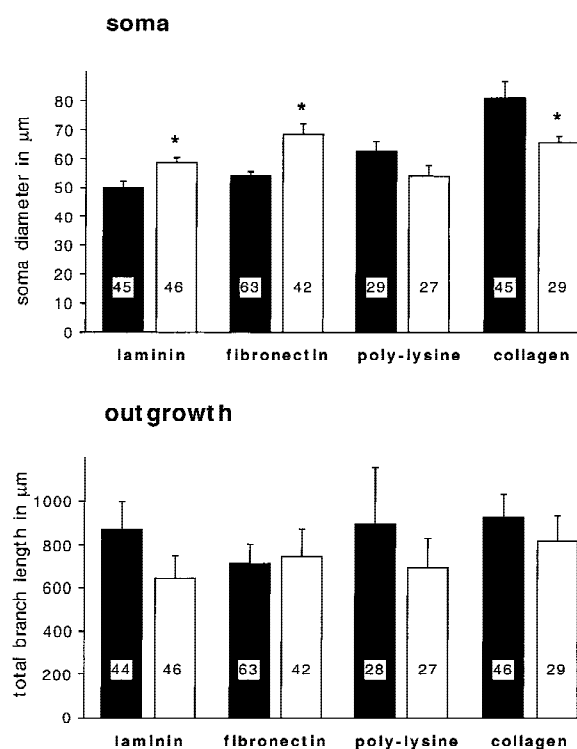 soma
soma diameter in µm
80
70
60
50
40
30
20
10
0
* * *
45 46 63 42 29 27 45 29
laminin fibronectin poly-lysine collagen
outgrowth
total branch length in µm
1000
800
600
400
200
0
44 46 63 42 28 27 46 29
laminin fibronectin poly-lysine collagen